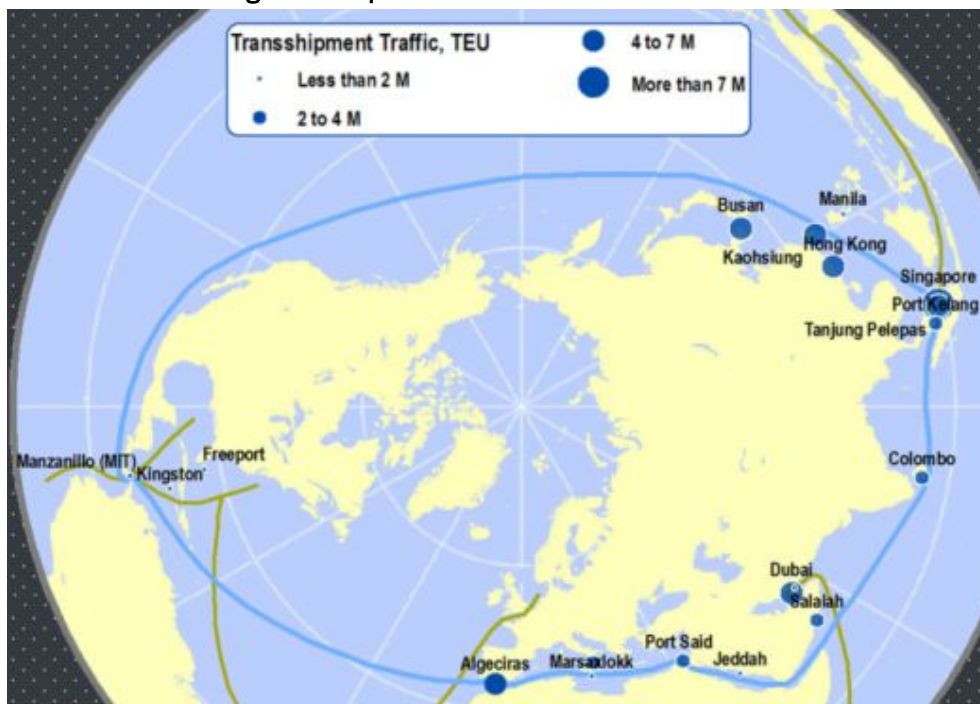 Transshipment Traffic, TEU
Less than 2 M
2 to 4 M
4 to 7 M
More than 7 M
Manila
Busan
Hong Kong
Kaohsiung
Singapore
Port Kelang
Tanjung Pelepas
Colombo
Freeport
Manzanillo (MIT)
Kingston
Dubai
Salalah
Port Said
Jeddah
Algeciras
Marsaxlokk